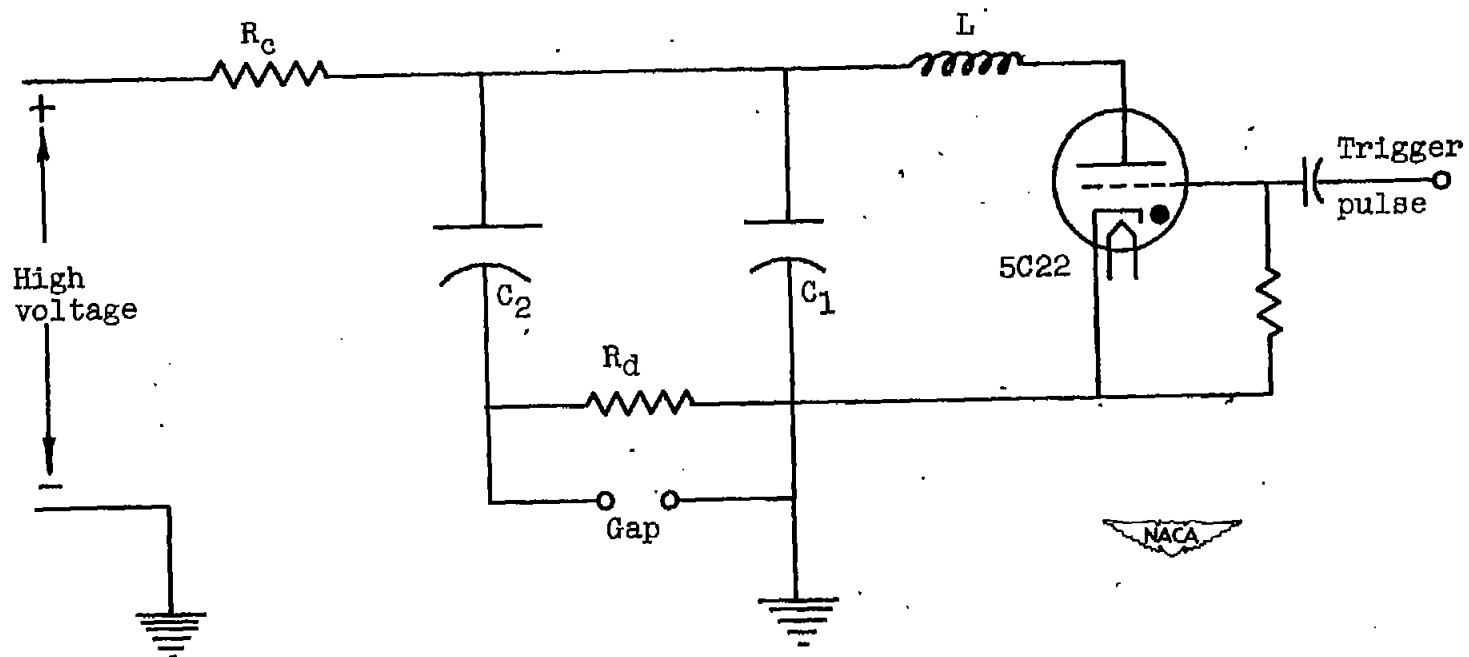 R_c
L
+
Trigger
pulse
High
voltage
C_2
C_1
5C22
R_d
-
Gap
NACA